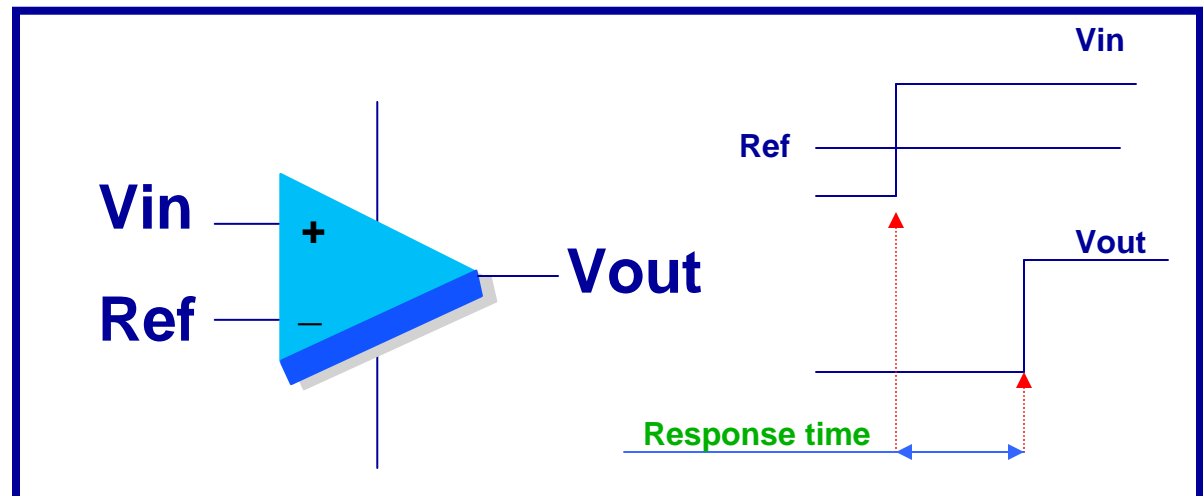 Vin
Ref
Vin
+
Vout
Vout
Ref
–
Response time